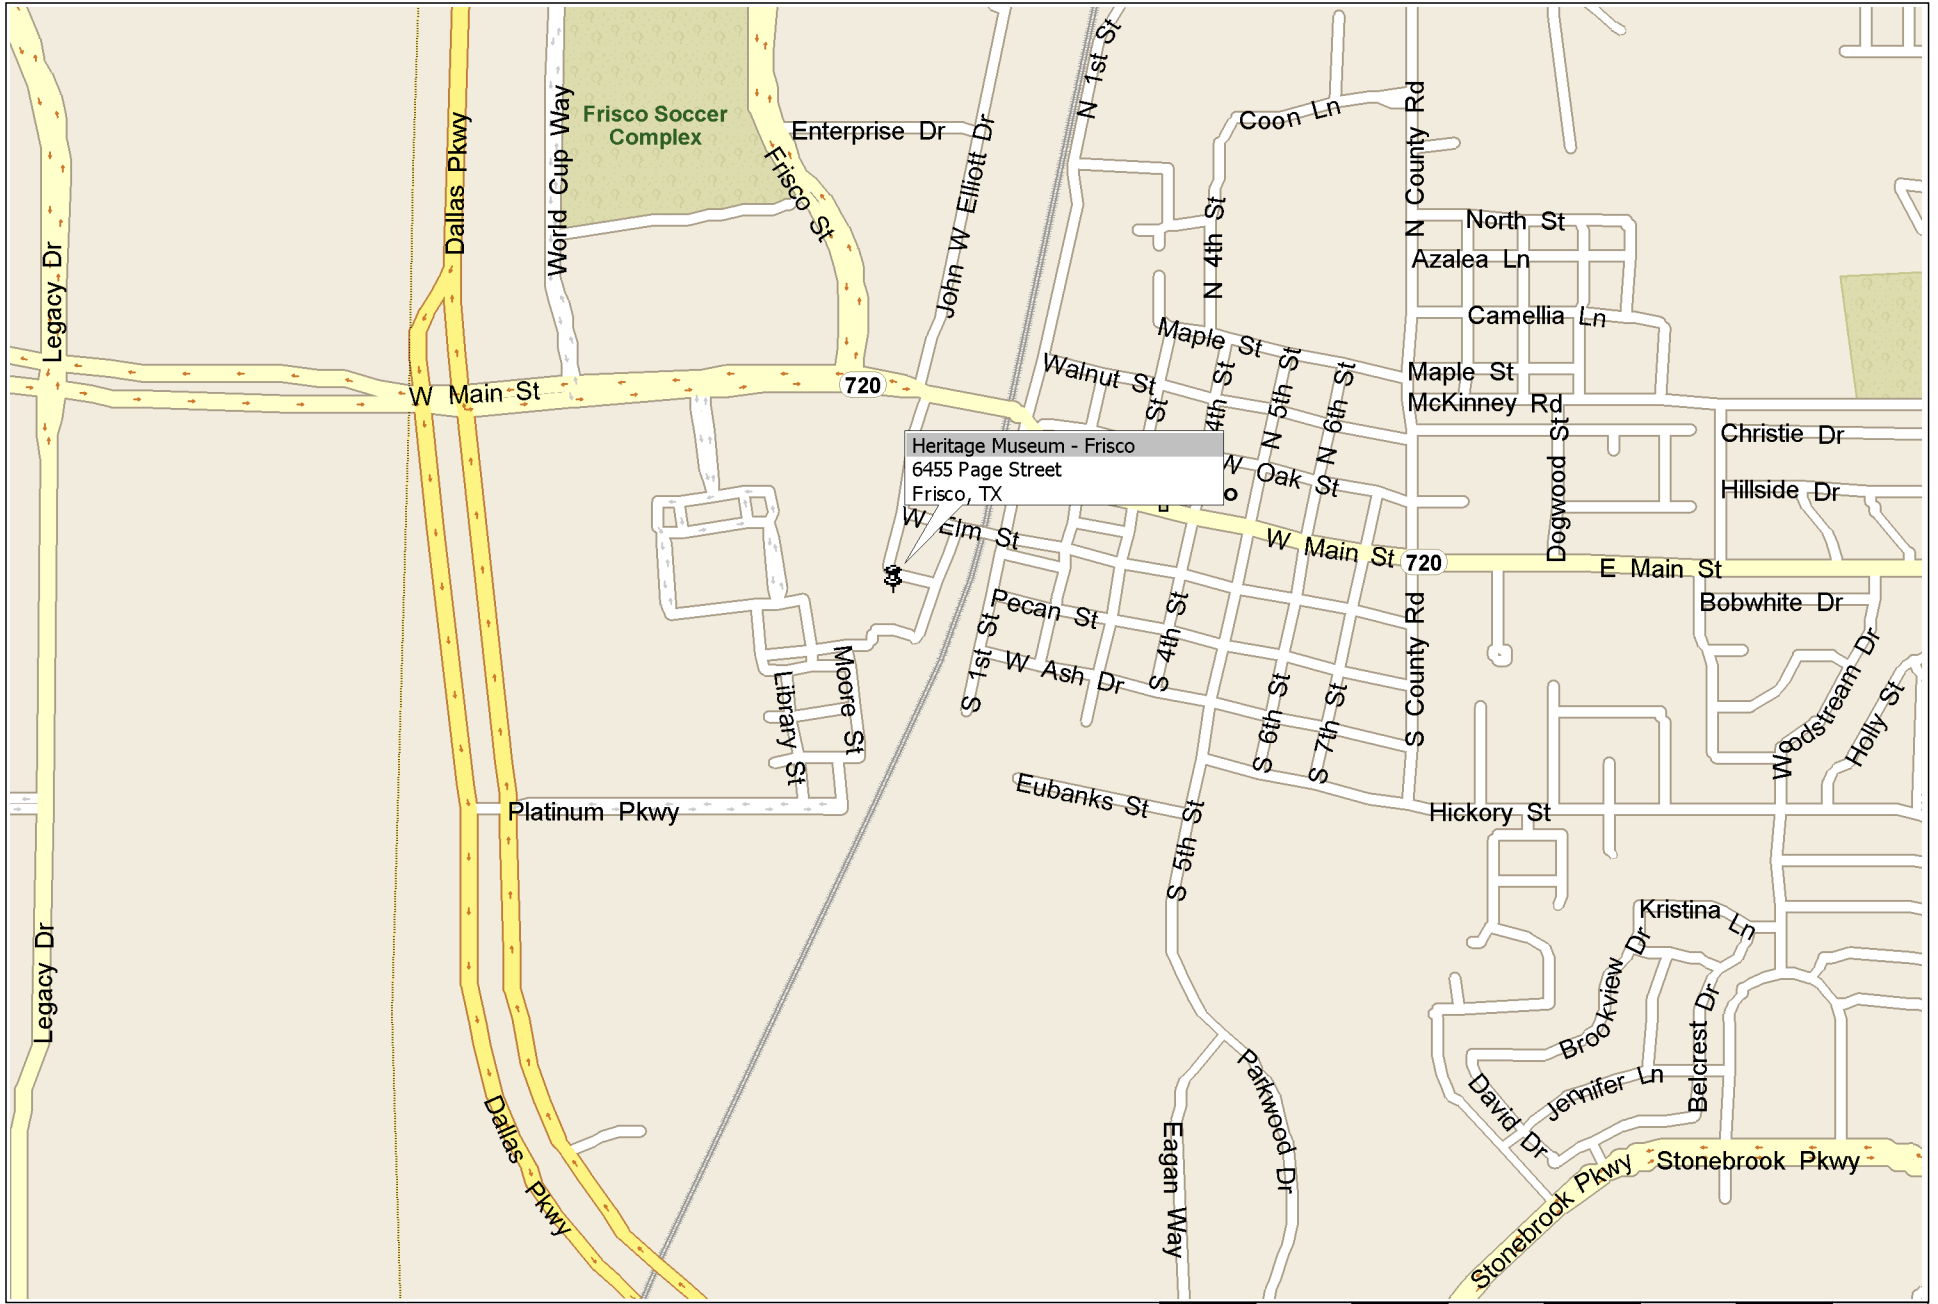 Frisco Soccer
Complex
Enterprise Dr
N 1st St
Coon Ln
N County Rd
Dallas Pkwy
World Cup Way
Frisco St
John W Elliott Dr
N 4th St
North St
Azalea Ln
Legacy Dr
Camellia Ln
Maple St
Walnut St
Maple St
McKinney Rd
W Main St
720
St
4th St
N 5th St
N 6th St
Christie Dr
Heritage Museum - Frisco
6455 Page Street
Frisco, TX
W Oak St
Dogwood St
Hillside Dr
W Elm St
W Main St
720
E Main St
Bobwhite Dr
Pecan St
S 1st St
S 4th St
S County Rd
W Ash Dr
Moore St
Library St
S 6th St
S 7th St
Woodstream Dr
Holly St
Eubanks St
Platinum Pkwy
Hickory St
S 5th St
Kristina Ln
Legacy Dr
Brookview Dr
Belcrest Dr
Jennifer Ln
David Dr
Dallas Pkwy
Parkwood Dr
Eagan Way
Stonebrook Pkwy
Stonebrook Pkwy